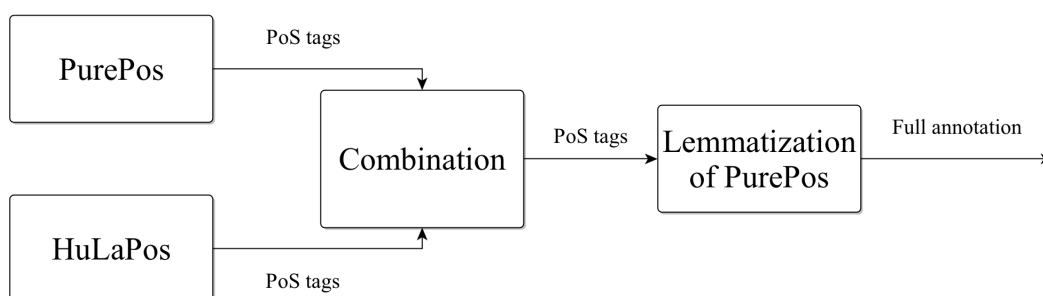 PurePos
PoS tags
Combination
PoS tags
Lemmatization
of PurePos
Full annotation
HuLaPos
PoS tags